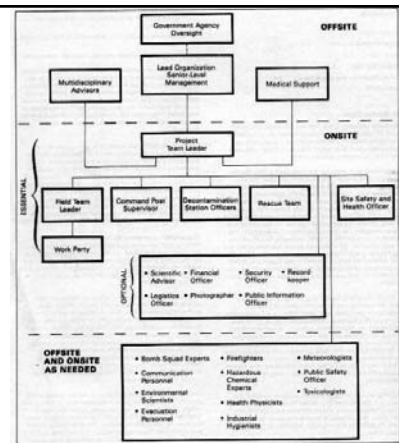 OFFSITE
Government Agency
Oversight
Multidisciplinary
Advisors
Lead Organization
Senior-Level
Management
Medical Support
ONSITE
Project
Team Leader
ESSENTIAL
Field Team
Leader
Command Post
Supervisor
Decontamination
Station Officers
Rescue Team
Site Safety and
Health Officer
Work Party
OPTIONAL
• Scientific
Advisor
• Financial
Officer
• Security
Officer
• Record
keeper
• Logistics
Officer
• Photographer
• Public Information
Officer
OFFSITE
AND ONSITE
AS NEEDED
• Bomb Squad Experts
• Communication
Personnel
• Environmental
Scientists
• Evacuation
Personnel
• Firefighters
• Hazardous
Chemical
Experts
• Health Physicists
• Industrial
Hygienists
• Meteorologists
• Public Safety
Officer
• Toxicologists